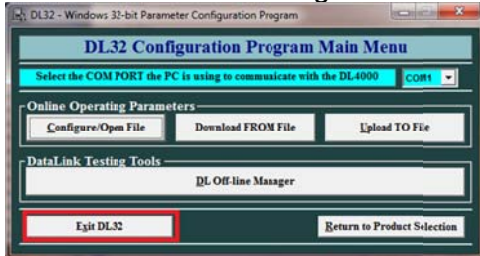 DL32 - Windows 32-bit Parameter Configuration Program
DL32 Configuration Program Main Menu
Select the COM PORT the PC is using to communicate with the DL4000 COM1
Online Operating Parameters
Configure/Open File Download FROM File Upload TO File
DataLink Testing Tools
DL Off-line Manager
Exit DL32 Return to Product Selection